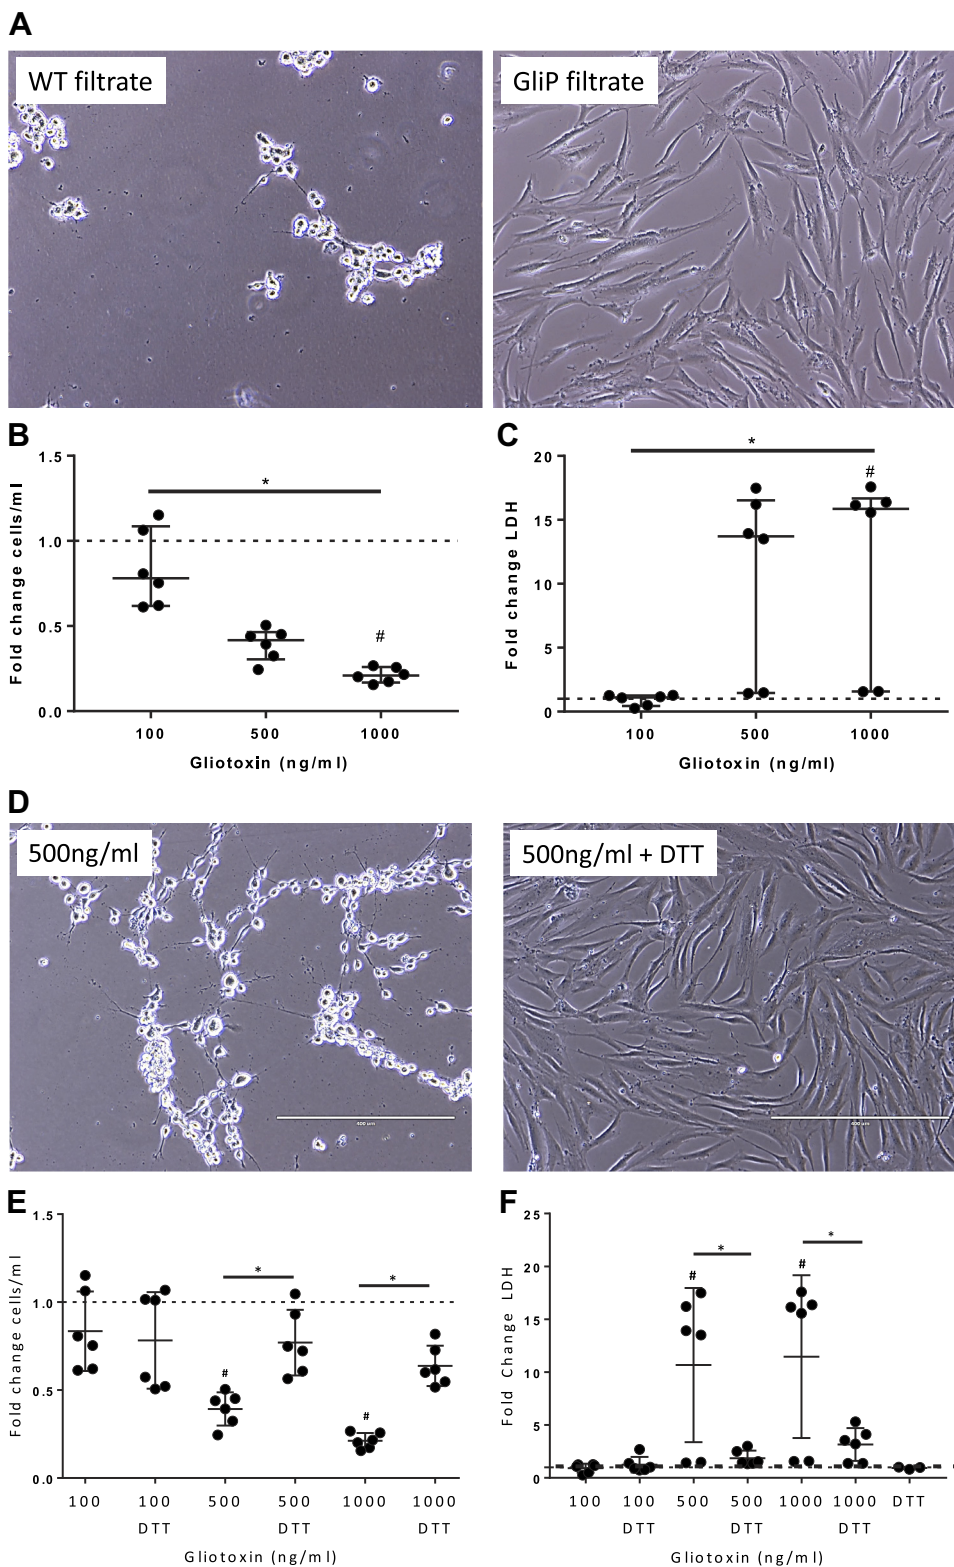 A
WT filtrate
GliP filtrate
B
C
*
1.5
1.0
0.5
0.0
Fold change cells/ml
#
100
500
1000
Gliotoxin (ng/ml)
*
#
20
15
10
5
0
Fold change LDH
100
500
1000
Gliotoxin (ng/ml)
D
500ng/ml
500ng/ml + DTT
400 µm
400 µm
E
F
1.5
1.0
0.5
0.0
Fold change cells/ml
*
*
#
#
100
100
500
500
1000
1000
DTT
DTT
DTT
Gliotoxin (ng/ml)
25
20
15
10
5
0
Fold Change LDH
*
*
#
#
100
100
500
500
1000
1000
DTT
DTT
DTT
DTT
Gliotoxin (ng/ml)